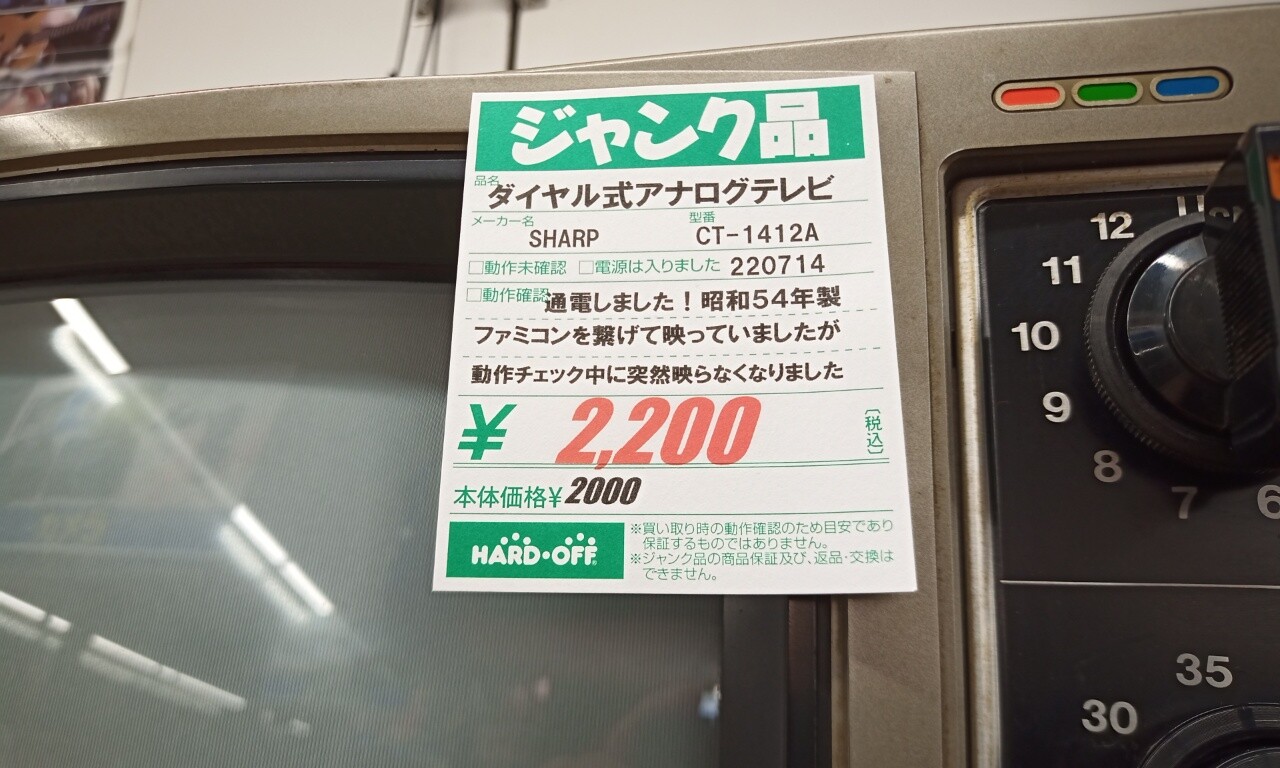 ジャンク品
品名
ダイヤル式アナログテレビ
メーカー名 型番
SHARP CT-1412A
□動作未確認 □電源は入りました 220714
□動作確認 通電しました！昭和54年製
ファミコンを繋げて映っていましたが
動作チェック中に突然映らなくなりました
¥ 2,200 〔税込〕
本体価格¥2000
HARD・OFF
※買い取り時の動作確認のため目安であり
保証するものではありません。
※ジャンク品の商品保証及び、返品・交換は
できません。
12
11
10
9
8
7
6
35
30